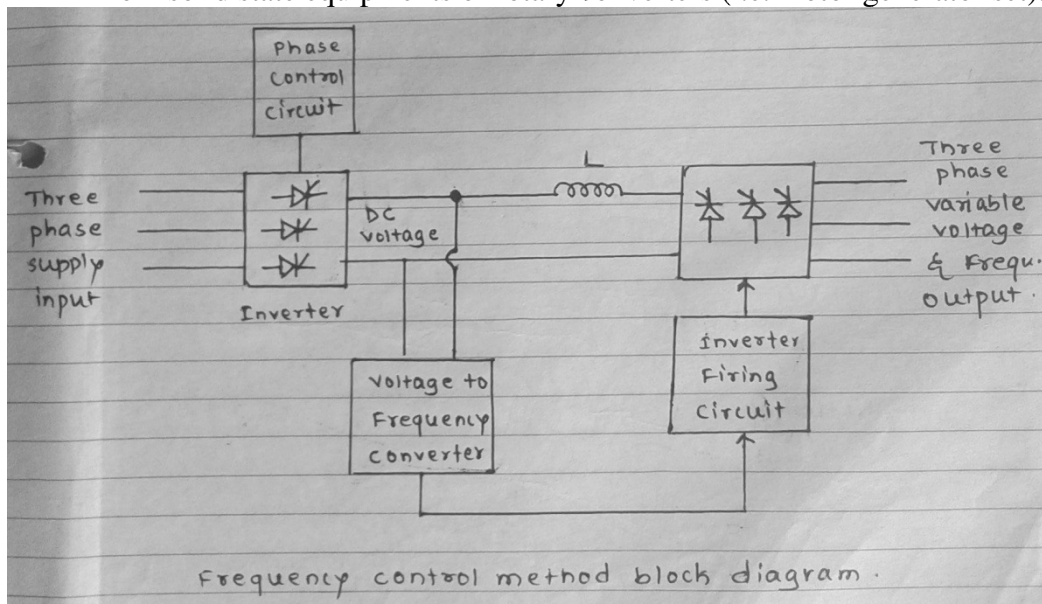 Phase
Control
Circuit
Three
phase
supply
input
DC
voltage
Inverter
L
Three
phase
variable
voltage
& Frequ.
output.
Voltage to
Frequency
converter
Inverter
Firing
Circuit
Frequency control method block diagram.